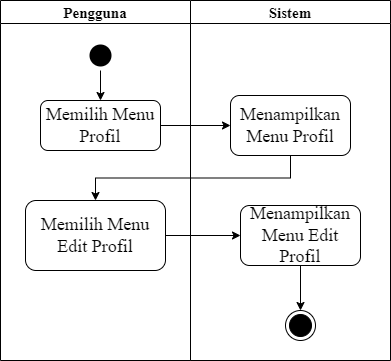 Pengguna
Sistem
Memilih Menu
Profil
Menampilkan
Menu Profil
Memilih Menu
Edit Profil
Menampilkan
Menu Edit
Profil